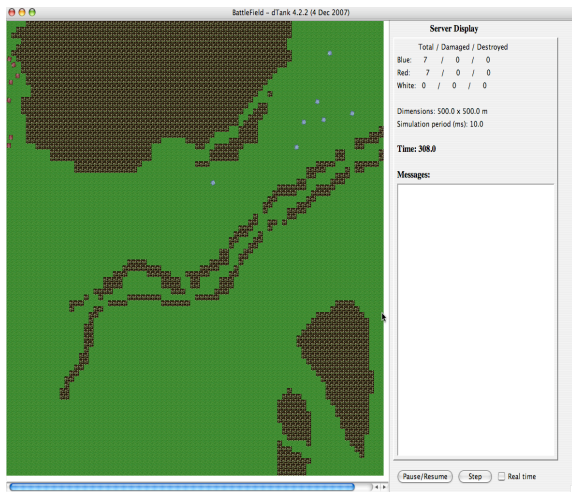 BattleField - dTank 4.2.2 (4 Dec 2007)
Server Display
Total / Damaged / Destroyed
Blue: 7 / 0 / 0
Red: 7 / 0 / 0
White: 0 / 0 / 0
Dimensions: 500.0 x 500.0 m
Simulation period (ms): 10.0
Time: 308.0
Messages:
Pause/Resume Step Real time